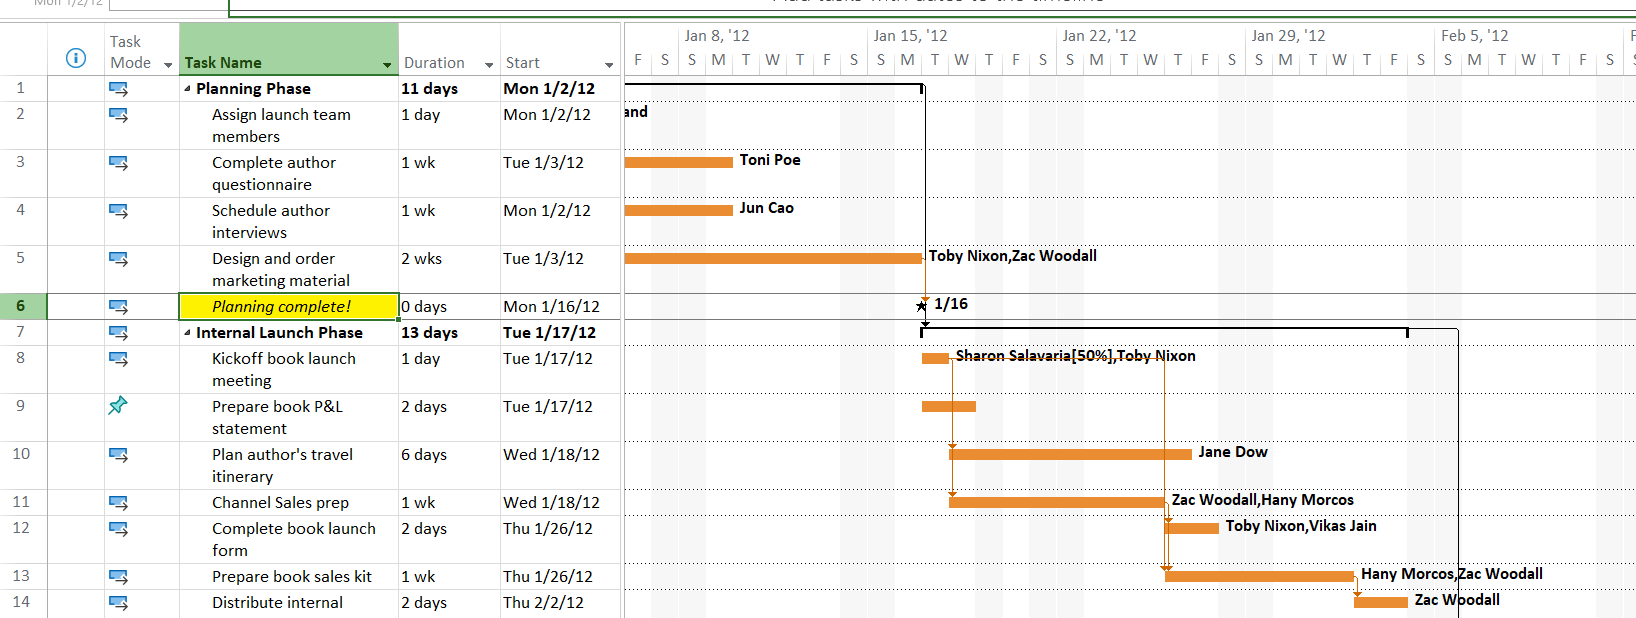 Mon 1/2/12
Add tasks with dates to the timeline
Task Mode
Task Name
Duration
Start
Jan 8, '12
Jan 15, '12
Jan 22, '12
Jan 29, '12
Feb 5, '12
F S S M T W T F S S M T W T F S S M T W T F S S M T W T F S S M T W T F S
1 Planning Phase 11 days Mon 1/2/12
2 Assign launch team 1 day Mon 1/2/12 and
members
3 Complete author 1 wk Tue 1/3/12 Toni Poe
questionnaire
4 Schedule author 1 wk Mon 1/2/12 Jun Cao
interviews
5 Design and order 2 wks Tue 1/3/12 Toby Nixon,Zac Woodall
marketing material
6 Planning complete! 0 days Mon 1/16/12 1/16
7 Internal Launch Phase 13 days Tue 1/17/12
8 Kickoff book launch 1 day Tue 1/17/12 Sharon Salavaria[50%],Toby Nixon
meeting
9 Prepare book P&L 2 days Tue 1/17/12
statement
10 Plan author's travel 6 days Wed 1/18/12 Jane Dow
itinerary
11 Channel Sales prep 1 wk Wed 1/18/12 Zac Woodall,Hany Morcos
12 Complete book launch 2 days Thu 1/26/12 Toby Nixon,Vikas Jain
form
13 Prepare book sales kit 1 wk Thu 1/26/12 Hany Morcos,Zac Woodall
14 Distribute internal 2 days Thu 2/2/12 Zac Woodall